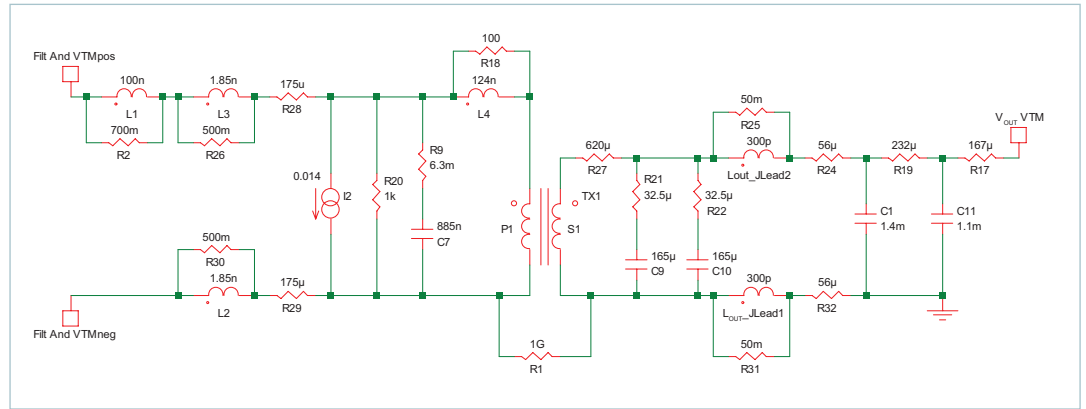 Filt And VTMpos
100n
L1
700m
R2
1.85n
L3
500m
R26
175µ
R28
100
R18
124n
L4
0.014
I2
R20
1k
R9
6.3m
885n
C7
P1
TX1
S1
620µ
R27
R21
32.5µ
32.5µ
R22
165µ
C9
165µ
C10
50m
R25
300p
Lout_JLead2
56µ
R24
232µ
R19
167µ
R17
VOUT VTM
C1
1.4m
C11
1.1m
500m
R30
1.85n
L2
175µ
R29
Filt And VTMneg
1G
R1
300p
LOUT_JLead1
56µ
R32
50m
R31